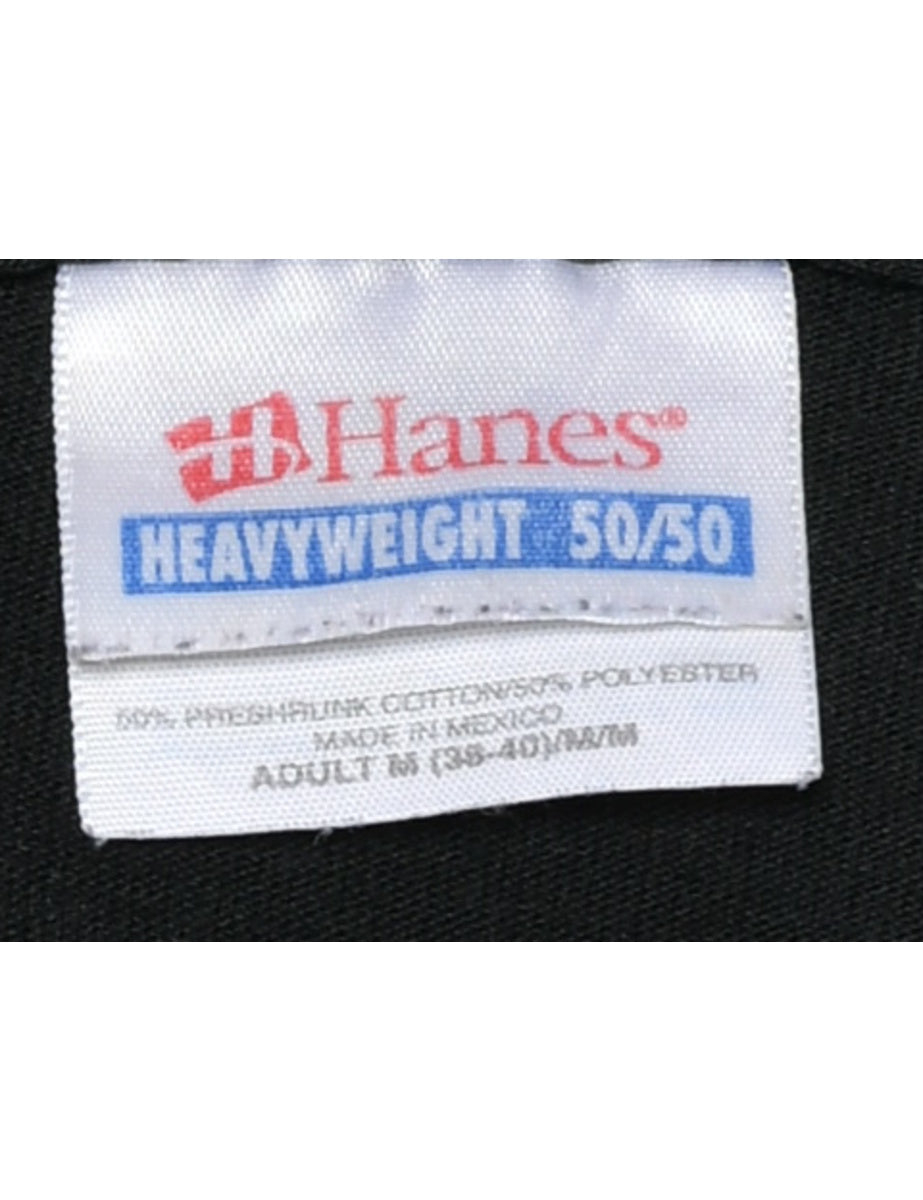 H Hanes®
HEAVYWEIGHT 50/50
50% PRESHRUNK COTTON/50% POLYESTER
MADE IN MEXICO
ADULT M (38-40)/M/M